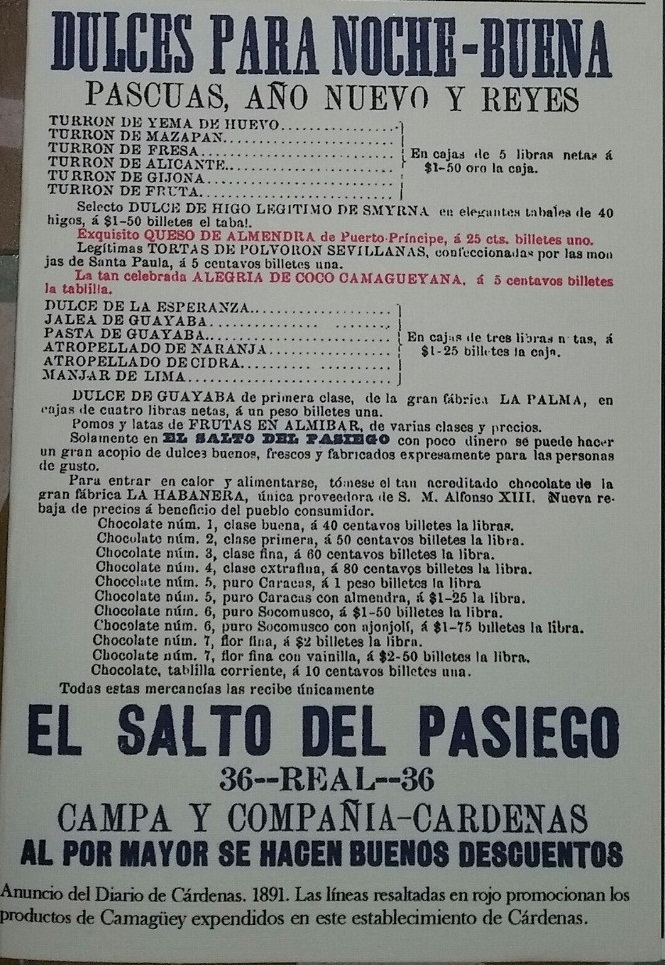 DULCES PARA NOCHE-BUENA
PASCUAS, AÑO NUEVO Y REYES
TURRON DE YEMA DE HUEVO
TURRON DE MAZAPAN
TURRON DE FRESA
TURRON DE ALICANTE
TURRON DE GIJONA
TURRON DE FRUTA
En cajas de 5 libras netas á
$1-50 oro la caja.
Selecto DULCE DE HIGO LEGITIMO DE SMYRNA en elegantes tabales de 40
higos, á $1-50 billetes el tabal.
Exquisito QUESO DE ALMENDRA de Puerto-Príncipe, á 25 cts. billetes uno.
Legítimas TORTAS DE POLVORON SEVILLANAS, confeccionadas por las mon
jas de Santa Paula, á 5 centavos billetes una.
La tan celebrada ALEGRIA DE COCO CAMAGUEYANA, á 5 centavos billetes
la tablilla.
DULCE DE LA ESPERANZA
JALEA DE GUAYABA
PASTA DE GUAYABA
ATROPELLADO DE NARANJA
ATROPELLADO DE CIDRA
MANJAR DE LIMA
En cajas de tres libras n tas, á
$1-25 billetes la caja.
DULCE DE GUAYABA de primera clase, de la gran fábrica LA PALMA, en
cajas de cuatro libras netas, á un peso billetes una.
Pomos y latas de FRUTAS EN ALMIBAR, de varias clases y precios.
Solamente en EL SALTO DEL PASIEGO con poco dinero se puede hacer
un gran acopio de dulces buenos, frescos y fabricados expresamente para las personas
de gusto.
Para entrar en calor y alimentarse, tómese el tan acreditado chocolate de la
gran fábrica LA HABANERA, única proveedora de S. M. Alfonso XIII. Nueva re-
baja de precios á beneficio del pueblo consumidor.
Chocolate núm. 1, clase buena, á 40 centavos billetes la libras.
Chocolate núm. 2, clase primera, á 50 centavos billetes la libra.
Chocolate núm. 3, clase fina, á 60 centavos billetes la libra.
Chocolate núm. 4, clase extrafina, á 80 centavos billetes la libra.
Chocolate núm. 5, puro Caracas, á 1 peso billetes la libra
Chocolate núm. 5, puro Caracas con almendra, á $1-25 la libra.
Chocolate núm. 6, puro Socomusco, á $1-50 billetes la libra.
Chocolate núm. 6, puro Socomusco con ajonjolí, á $1-75 billetes la libra.
Chocolate núm. 7, flor fina, á $2 billetes la libra.
Chocolate núm. 7, flor fina con vainilla, á $2-50 billetes la libra.
Chocolate, tablilla corriente, á 10 centavos billetes una.
Todas estas mercancías las recibe únicamente
EL SALTO DEL PASIEGO
36--REAL--36
CAMPA Y COMPAÑIA-CARDENAS
AL POR MAYOR SE HACEN BUENOS DESCUENTOS
Anuncio del Diario de Cárdenas. 1891. Las líneas resaltadas en rojo promocionan los
productos de Camagüey expendidos en este establecimiento de Cárdenas.